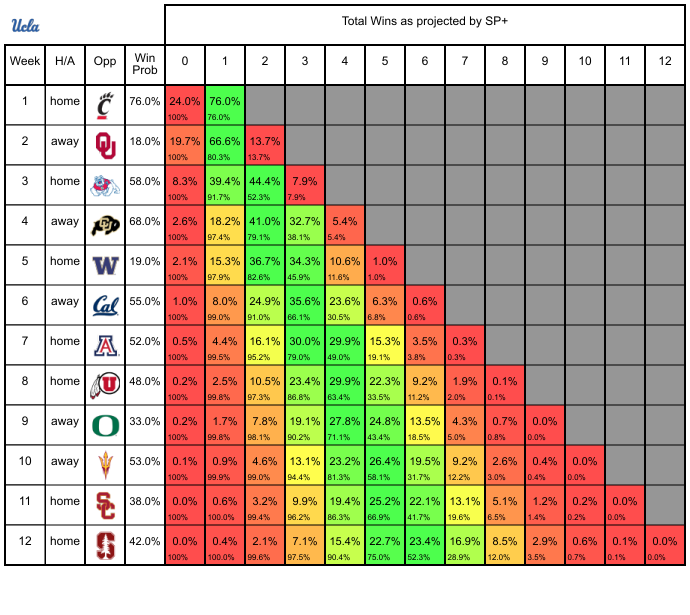 Ucla
Total Wins as projected by SP+
Week H/A Opp Win Prob 0 1 2 3 4 5 6 7 8 9 10 11 12
1 home C 76.0% 24.0% 76.0%
100% 76.0%
2 away OU 18.0% 19.7% 66.6% 13.7%
100% 80.3% 13.7%
3 home 58.0% 8.3% 39.4% 44.4% 7.9%
100% 91.7% 52.3% 7.9%
4 away CU 68.0% 2.6% 18.2% 41.0% 32.7% 5.4%
100% 97.4% 79.1% 38.1% 5.4%
5 home W 19.0% 2.1% 15.3% 36.7% 34.3% 10.6% 1.0%
100% 97.9% 82.6% 45.9% 11.6% 1.0%
6 away Cal 55.0% 1.0% 8.0% 24.9% 35.6% 23.6% 6.3% 0.6%
100% 99.0% 91.0% 66.1% 30.5% 6.8% 0.6%
7 home A 52.0% 0.5% 4.4% 16.1% 30.0% 29.9% 15.3% 3.5% 0.3%
100% 99.5% 95.2% 79.0% 49.0% 19.1% 3.8% 0.3%
8 home U 48.0% 0.2% 2.5% 10.5% 23.4% 29.9% 22.3% 9.2% 1.9% 0.1%
100% 99.8% 97.3% 86.8% 63.4% 33.5% 11.2% 2.0% 0.1%
9 away O 33.0% 0.2% 1.7% 7.8% 19.1% 27.8% 24.8% 13.5% 4.3% 0.7% 0.0%
100% 99.8% 98.1% 90.2% 71.1% 43.4% 18.5% 5.0% 0.8% 0.0%
10 away 53.0% 0.1% 0.9% 4.6% 13.1% 23.2% 26.4% 19.5% 9.2% 2.6% 0.4% 0.0%
100% 99.9% 99.0% 94.4% 81.3% 58.1% 31.7% 12.2% 3.0% 0.4% 0.0%
11 home SC 38.0% 0.0% 0.6% 3.2% 9.9% 19.4% 25.2% 22.1% 13.1% 5.1% 1.2% 0.2% 0.0%
100% 100.0% 99.4% 96.2% 86.3% 66.9% 41.7% 19.6% 6.5% 1.4% 0.2% 0.0%
12 home S 42.0% 0.0% 0.4% 2.1% 7.1% 15.4% 22.7% 23.4% 16.9% 8.5% 2.9% 0.6% 0.1% 0.0%
100% 100.0% 99.6% 97.5% 90.4% 75.0% 52.3% 28.9% 12.0% 3.5% 0.7% 0.1% 0.0%